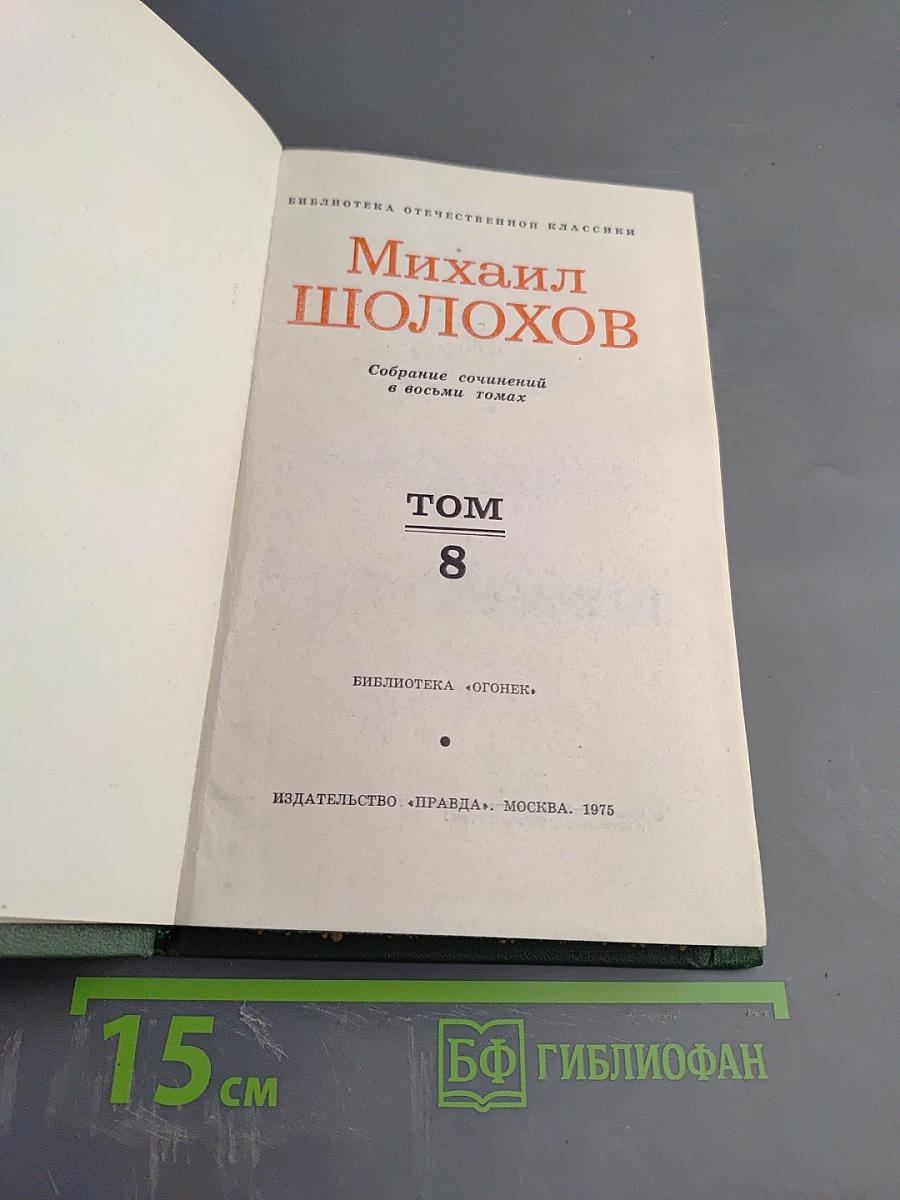 БИБЛИОТЕКА ОТЕЧЕСТВЕННОЙ КЛАССИКИ
Михаил
ШОЛОХОВ
Собрание сочинений
в восьми томах
ТОМ
8
БИБЛИОТЕКА «ОГОНЕК»
ИЗДАТЕЛЬСТВО «ПРАВДА». МОСКВА. 1975
15 см
БФ ГИБЛИОФАН